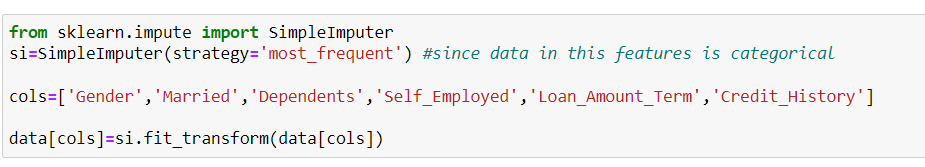 from sklearn.impute import SimpleImputer
si=SimpleImputer(strategy='most_frequent') #since data in this features is categorical
cols=['Gender','Married','Dependents','Self_Employed','Loan_Amount_Term','Credit_History']
data[cols]=si.fit_transform(data[cols])